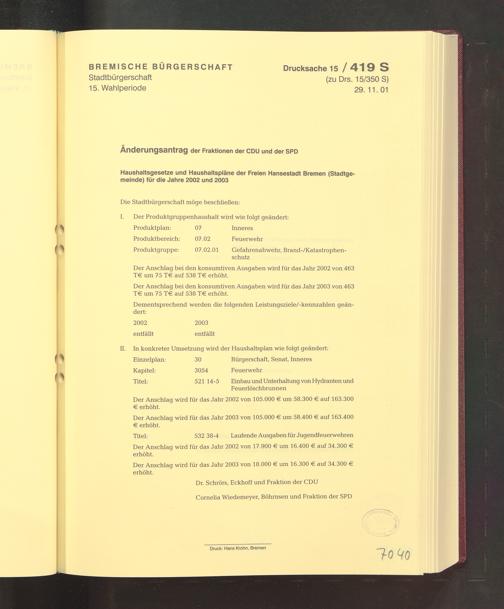 BREMISCHE BÜRGERSCHAFT
Stadtbürgerschaft
15. Wahlperiode
Drucksache 15 / 419 S
(zu Drs. 15/350 S)
29. 11. 01
Änderungsantrag der Fraktionen der CDU und der SPD
Haushaltsgesetze und Haushaltspläne der Freien Hansestadt Bremen (Stadtge-
meinde) für die Jahre 2002 und 2003
Die Stadtbürgerschaft möge beschließen:
I. Der Produktgruppenhaushalt wird wie folgt geändert:
Produktplan: 07 Inneres
Produktbereich: 07.02 Feuerwehr
Produktgruppe: 07.02.01 Gefahrenabwehr, Brand-/Katastrophen-
schutz
Der Anschlag bei den konsumtiven Ausgaben wird für das Jahr 2002 von 463
T€ um 75 T€ auf 538 T€ erhöht.
Der Anschlag bei den konsumtiven Ausgaben wird für das Jahr 2003 von 463
T€ um 75 T€ auf 538 T€ erhöht.
Dementsprechend werden die folgenden Leistungsziele/-kennzahlen geän-
dert:
2002 2003
entfällt entfällt
II. In konkreter Umsetzung wird der Haushaltsplan wie folgt geändert:
Einzelplan: 30 Bürgerschaft, Senat, Inneres
Kapitel: 3054 Feuerwehr
Titel: 521 14-5 Einbau und Unterhaltung von Hydranten und
Feuerlöschbrunnen
Der Anschlag wird für das Jahr 2002 von 105.000 € um 58.300 € auf 163.300
€ erhöht.
Der Anschlag wird für das Jahr 2003 von 105.000 € um 58.400 € auf 163.400
€ erhöht.
Titel: 532 38-4 Laufende Ausgaben für Jugendfeuerwehren
Der Anschlag wird für das Jahr 2002 von 17.900 € um 16.400 € auf 34.300 €
erhöht.
Der Anschlag wird für das Jahr 2003 von 18.000 € um 16.300 € auf 34.300 €
erhöht.
Dr. Schrörs, Eckhoff und Fraktion der CDU
Cornelia Wiedemeyer, Böhrnsen und Fraktion der SPD
Druck: Hans Krohn, Bremen
7040